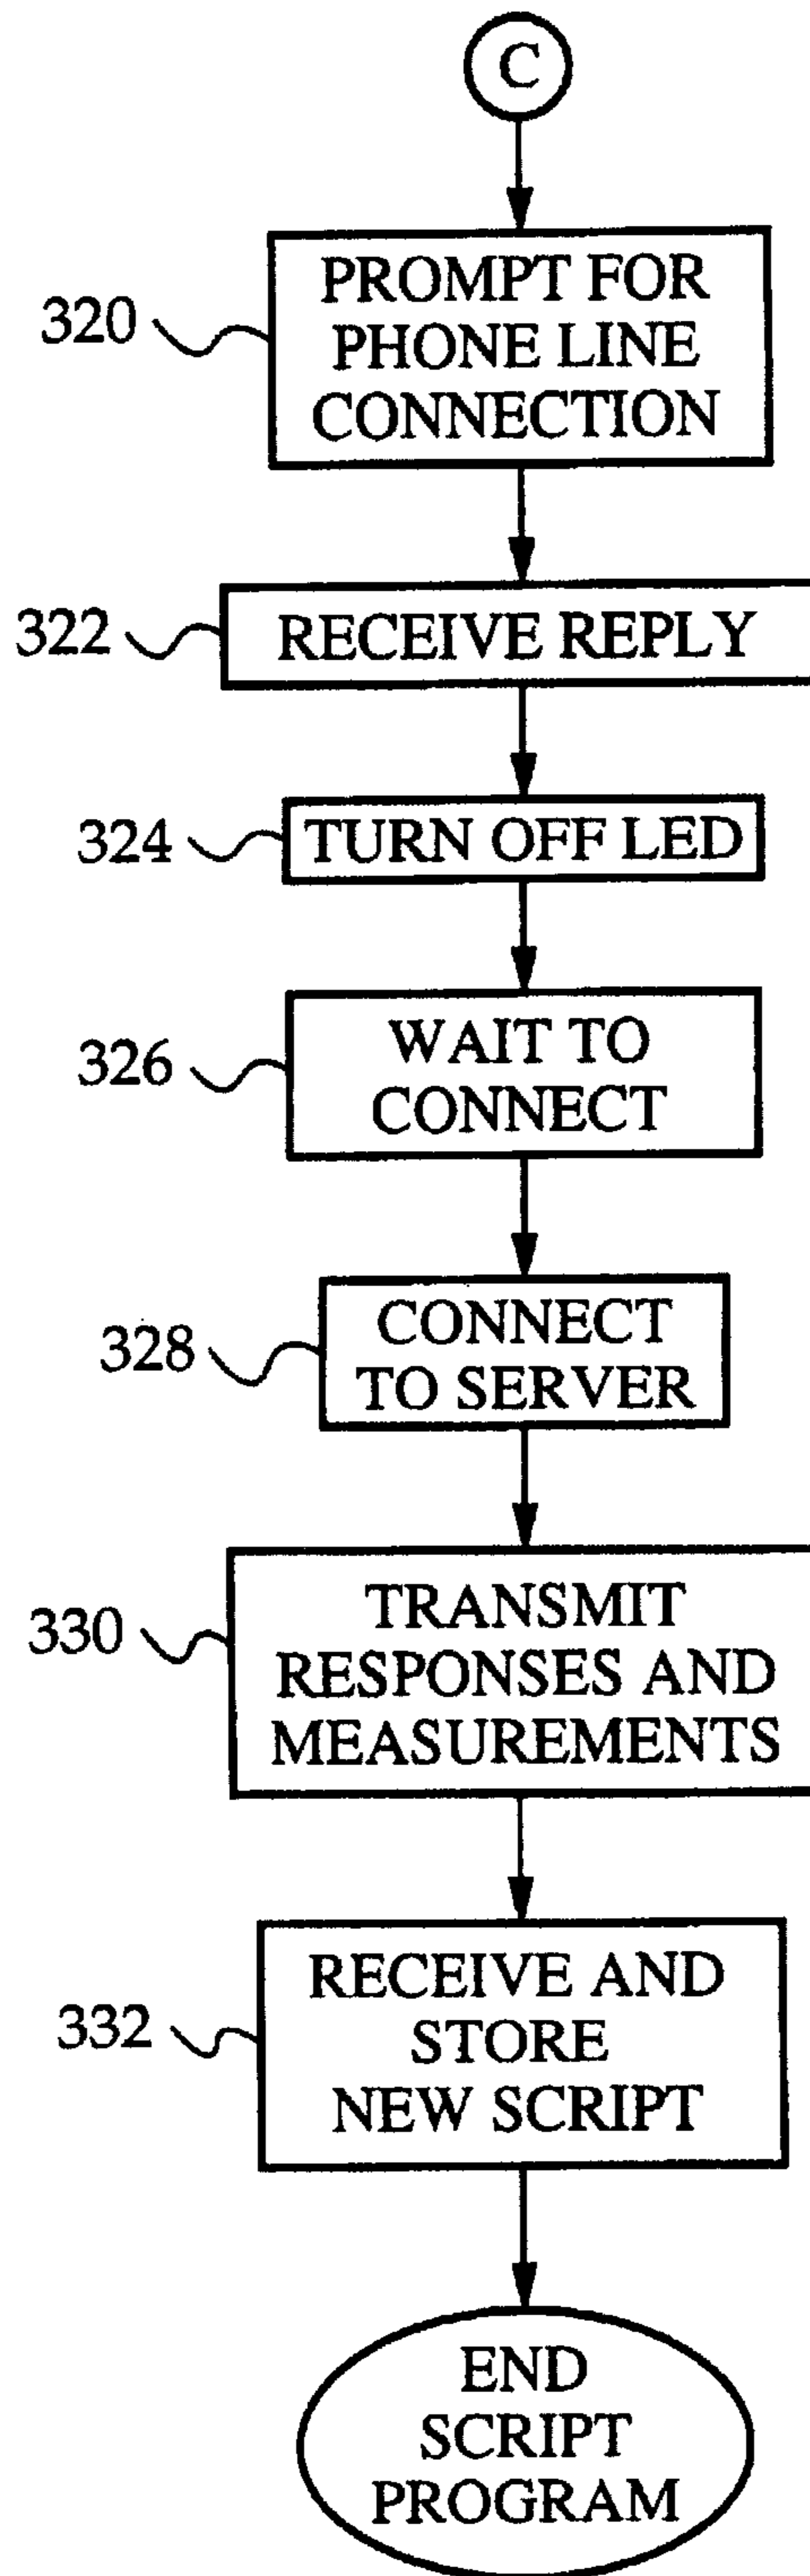 C
320
PROMPT FOR
PHONE LINE
CONNECTION
322
RECEIVE REPLY
324
TURN OFF LED
326
WAIT TO
CONNECT
328
CONNECT
TO SERVER
330
TRANSMIT
RESPONSES AND
MEASUREMENTS
332
RECEIVE AND
STORE
NEW SCRIPT
END
SCRIPT
PROGRAM